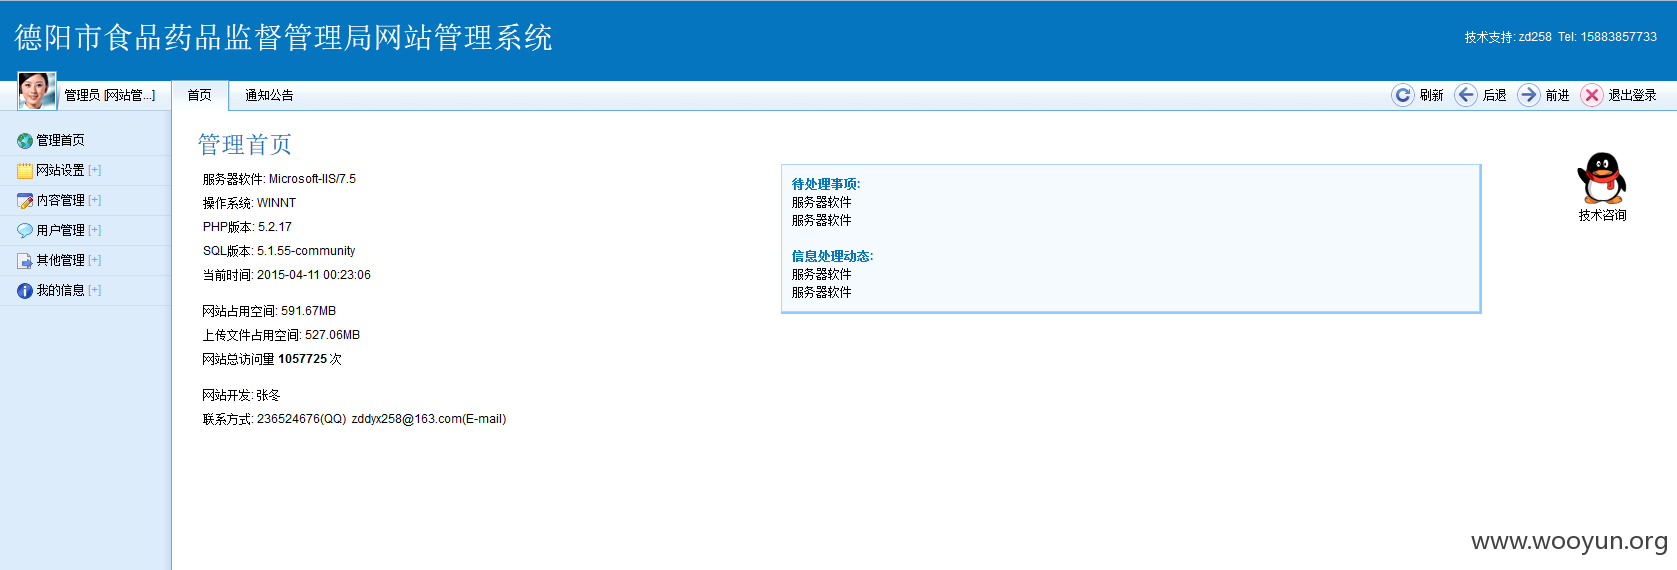 德阳市食品药品监督管理局网站管理系统
技术支持: zd258 Tel: 15883857733
管理员 [网站管...]
首页
通知公告
刷新
后退
前进
退出登录
管理首页
网站设置 [+]
内容管理 [+]
用户管理 [+]
其他管理 [+]
我的信息 [+]
管理首页
服务器软件: Microsoft-IIS/7.5
操作系统: WINNT
PHP版本: 5.2.17
SQL版本: 5.1.55-community
当前时间: 2015-04-11 00:23:06
网站占用空间: 591.67MB
上传文件占用空间: 527.06MB
网站总访问量 1057725 次
网站开发: 张冬
联系方式: 236524676(QQ) zddyx258@163.com(E-mail)
待处理事项:
服务器软件
服务器软件
信息处理动态:
服务器软件
服务器软件
技术咨询
www.wooyun.org